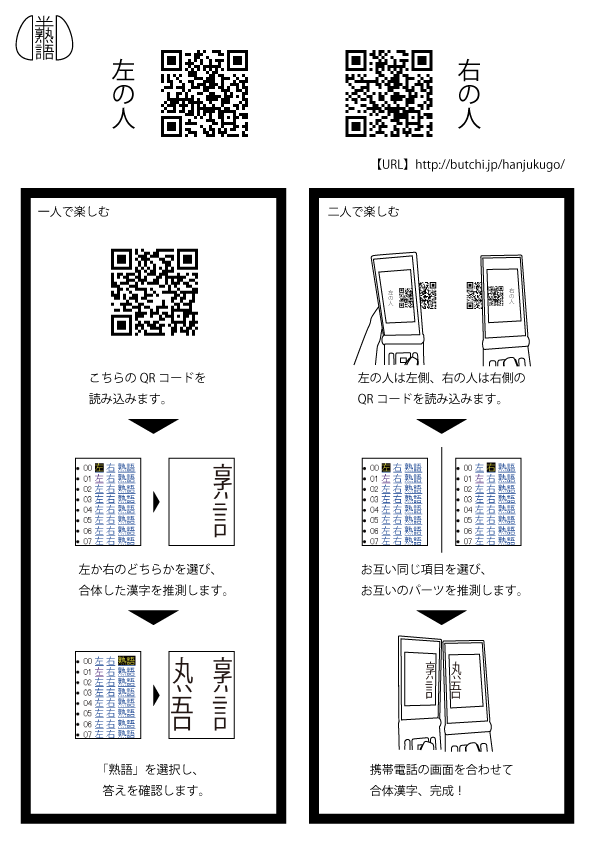 半熟語
左の人
右の人
【URL】http://butchi.jp/hanjukugo/
一人で楽しむ
こちらの QR コードを
読み込みます。
00 左 右 熟語
01 左 右 熟語
02 左 右 熟語
03 左 右 熟語
04 左 右 熟語
05 左 右 熟語
06 左 右 熟語
07 左 右 熟語
左か右のどちらかを選び、
合体した漢字を推測します。
00 左 右 熟語
01 左 右 熟語
02 左 右 熟語
03 左 右 熟語
04 左 右 熟語
05 左 右 熟語
06 左 右 熟語
07 左 右 熟語
「熟語」を選択し、
答えを確認します。
二人で楽しむ
左の人
右の人
左の人は左側、右の人は右側の
QR コードを読み込みます。
00 左 右 熟語
01 左 右 熟語
02 左 右 熟語
03 左 右 熟語
04 左 右 熟語
05 左 右 熟語
06 左 右 熟語
07 左 右 熟語
00 左 右 熟語
01 左 右 熟語
02 左 右 熟語
03 左 右 熟語
04 左 右 熟語
05 左 右 熟語
06 左 右 熟語
07 左 右 熟語
お互い同じ項目を選び、
お互いのパーツを推測します。
携帯電話の画面を合わせて
合体漢字、完成！